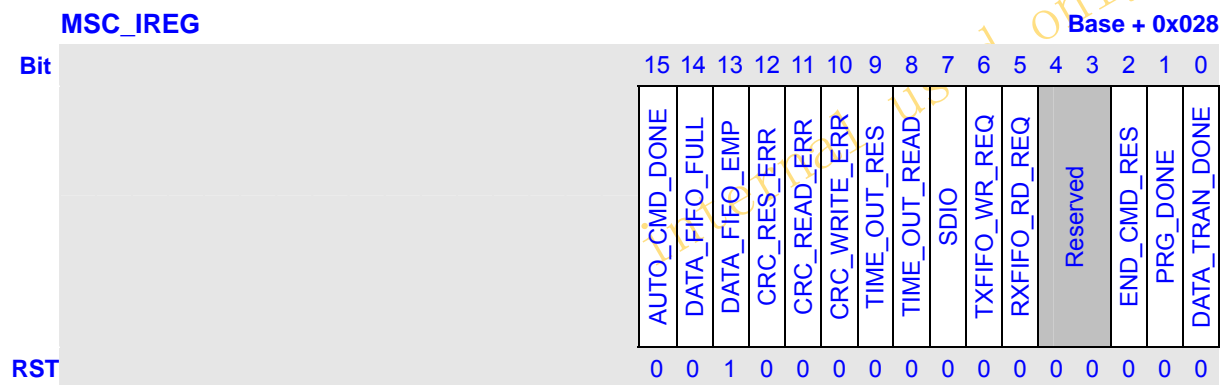 MSC_IREG Base + 0x028
Bit 15 14 13 12 11 10 9 8 7 6 5 4 3 2 1 0
AUTO_CMD_DONE
DATA_FIFO_FULL
DATA_FIFO_EMP
CRC_RES_ERR
CRC_READ_ERR
CRC_WRITE_ERR
TIME_OUT_RES
TIME_OUT_READ
SDIO
TXFIFO_WR_REQ
RXFIFO_RD_REQ
Reserved
END_CMD_RES
PRG_DONE
DATA_TRAN_DONE
RST 0 0 1 0 0 0 0 0 0 0 0 0 0 0 0 0
internal us